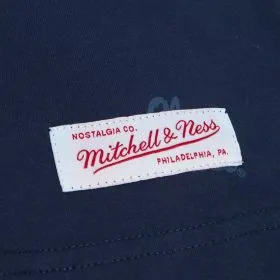 NOSTALGIA CO.
Mitchell & Ness
PHILADELPHIA, PA.